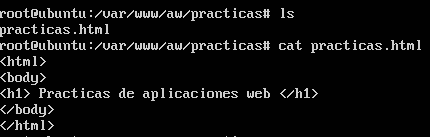 root@ubuntu:/var/www/aw/practicas# ls
practicas.html
root@ubuntu:/var/www/aw/practicas# cat practicas.html
<html>
<body>
<h1> Practicas de aplicaciones web </h1>
</body>
</html>